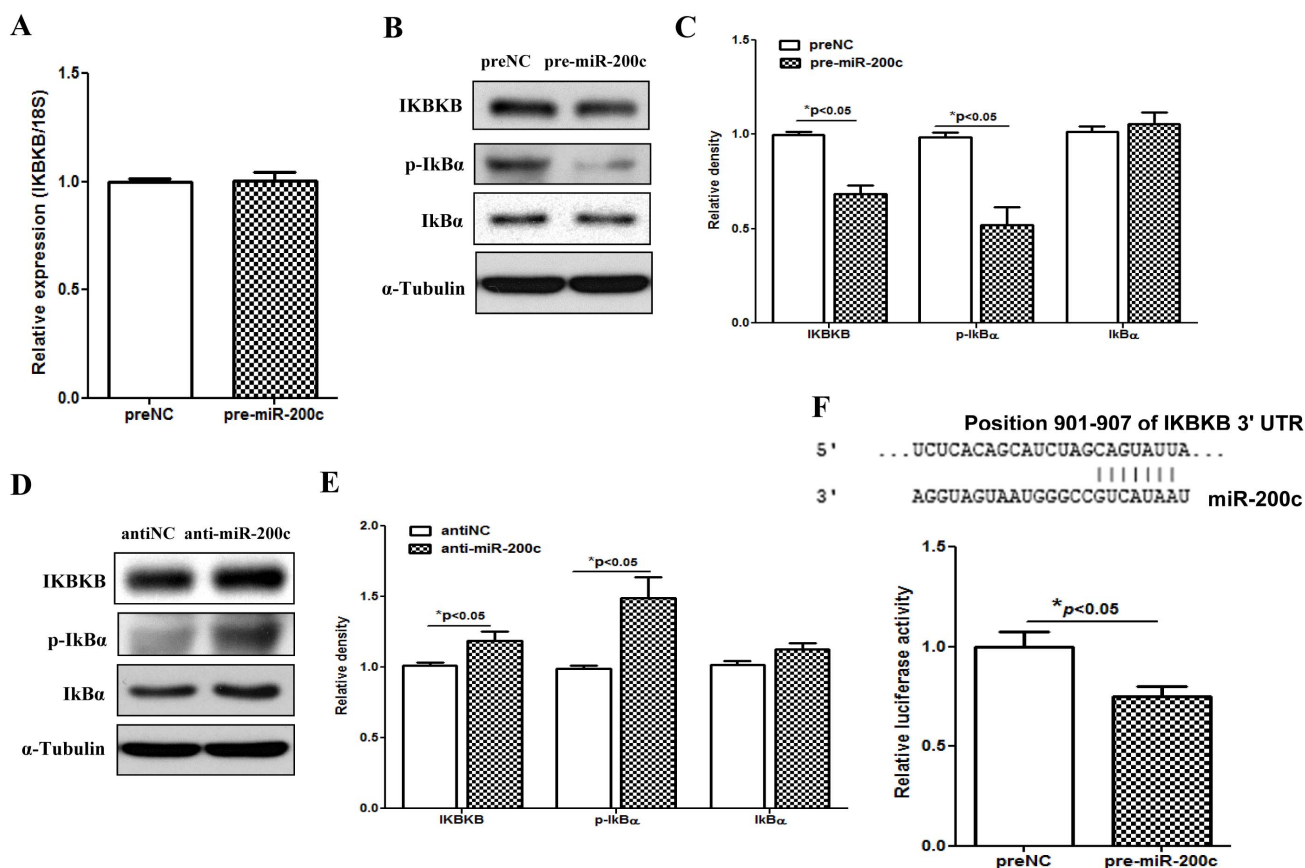 A
Relative expression (IKBKB/18S)
1.5
1.0
0.5
0.0
preNC pre-miR-200c
B
preNC pre-miR-200c
IKBKB
p-IkBα
IkBα
α-Tubulin
C
preNC
pre-miR-200c
Relative density
1.5
1.0
0.5
0.0
*p<0.05
*p<0.05
IKBKB p-IkBα IkBα
D
antiNC anti-miR-200c
IKBKB
p-IkBα
IkBα
α-Tubulin
E
antiNC
anti-miR-200c
Relative density
2.0
1.5
1.0
0.5
0.0
*p<0.05
*p<0.05
IKBKB p-IkBα IkBα
F
Position 901-907 of IKBKB 3' UTR
5' ...UCUCACAGCAUCUAGCAGUAUUA...
3' AGGUAGUAAUGGGCCGUCAUAAU miR-200c
Relative luciferase activity
1.5
1.0
0.5
0.0
*p<0.05
preNC pre-miR-200c